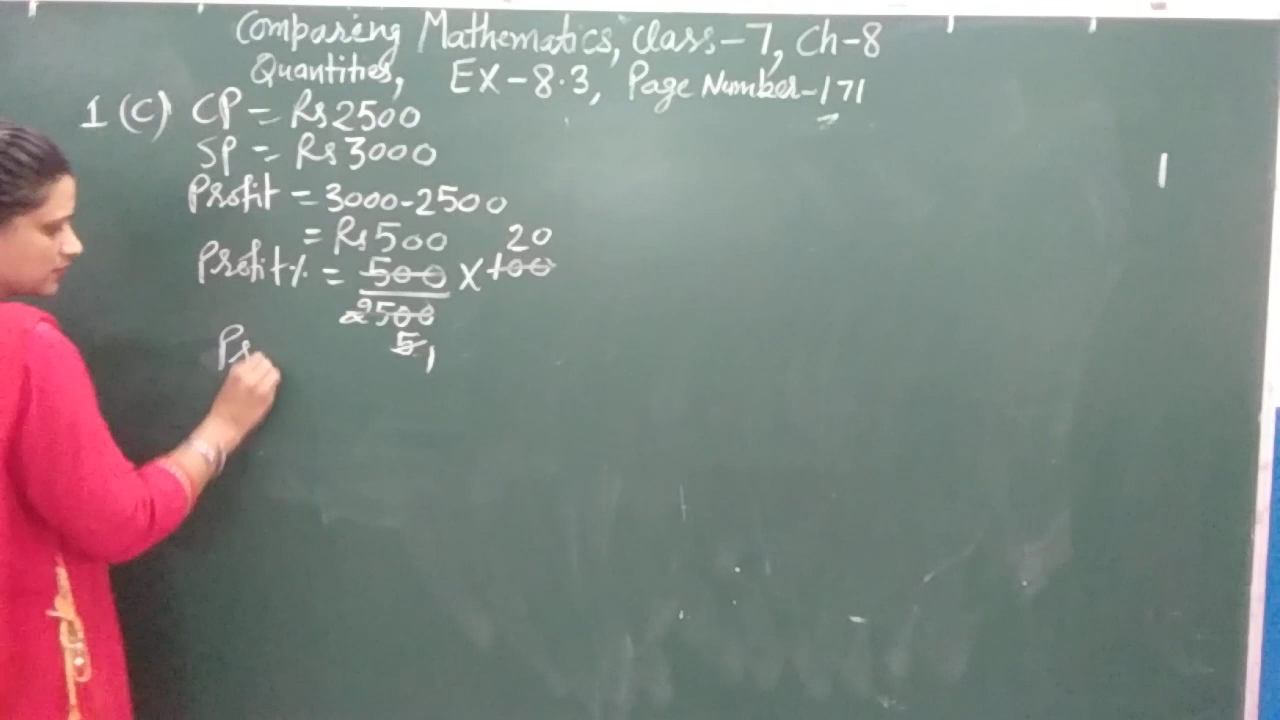 Comparing Mathematics, Class-7, Ch-8
Quantities, EX-8.3, Page Number-171
1 (C) CP = Rs 2500
SP = Rs 3000
Profit = 3000-2500
= Rs 500
20
Profit% = 500 X 100
2500
5 1